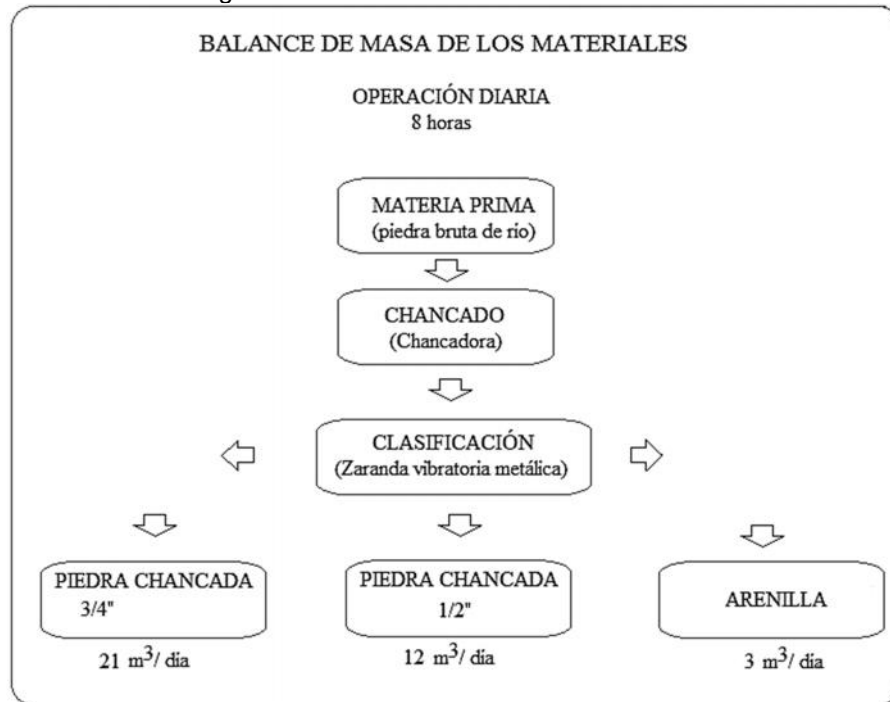 BALANCE DE MASA DE LOS MATERIALES
OPERACIÓN DIARIA
8 horas
MATERIA PRIMA
(piedra bruta de rio)
CHANCADO
(Chancadora)
CLASIFICACIÓN
(Zaranda vibratoria metálica)
PIEDRA CHANCADA
3/4"
21 m³/ día
PIEDRA CHANCADA
1/2"
12 m³/ día
ARENILLA
3 m³/ día